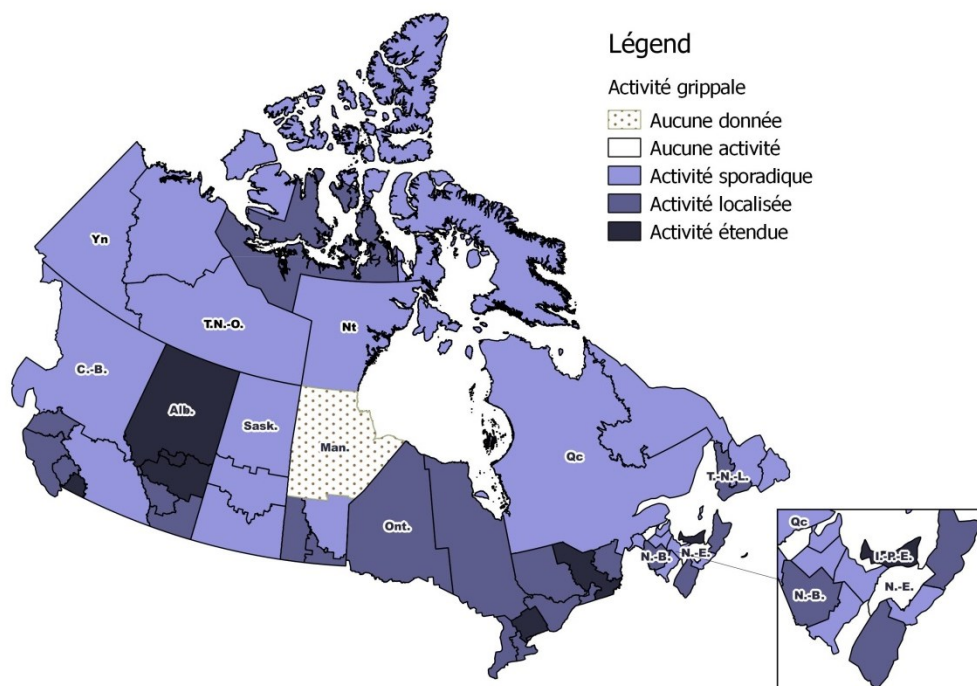 Légend
Activité grippale
Aucune donnée
Aucune activité
Activité sporadique
Activité localisée
Activité étendue
Yn
T.N.-O.
Nt
C.-B.
Alb.
Sask.
Man.
Ont.
Qc
T.-N.-L.
N.-B.
N.-E.
Qc
I.-P.-E.
N.-E.
N.-B.